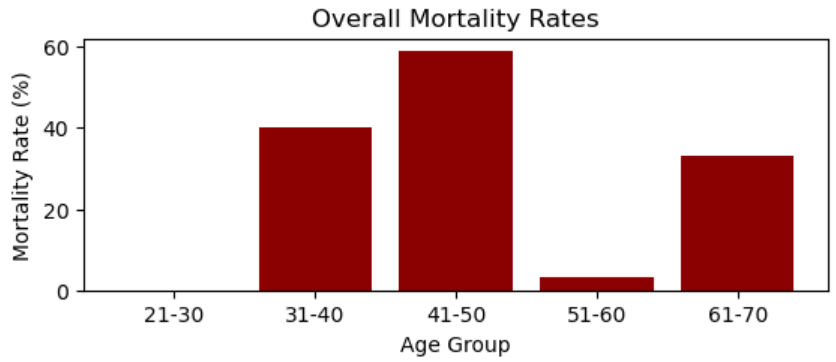 Overall Mortality Rates
Mortality Rate (%)
60
40
20
0
21-30 31-40 41-50 51-60 61-70
Age Group